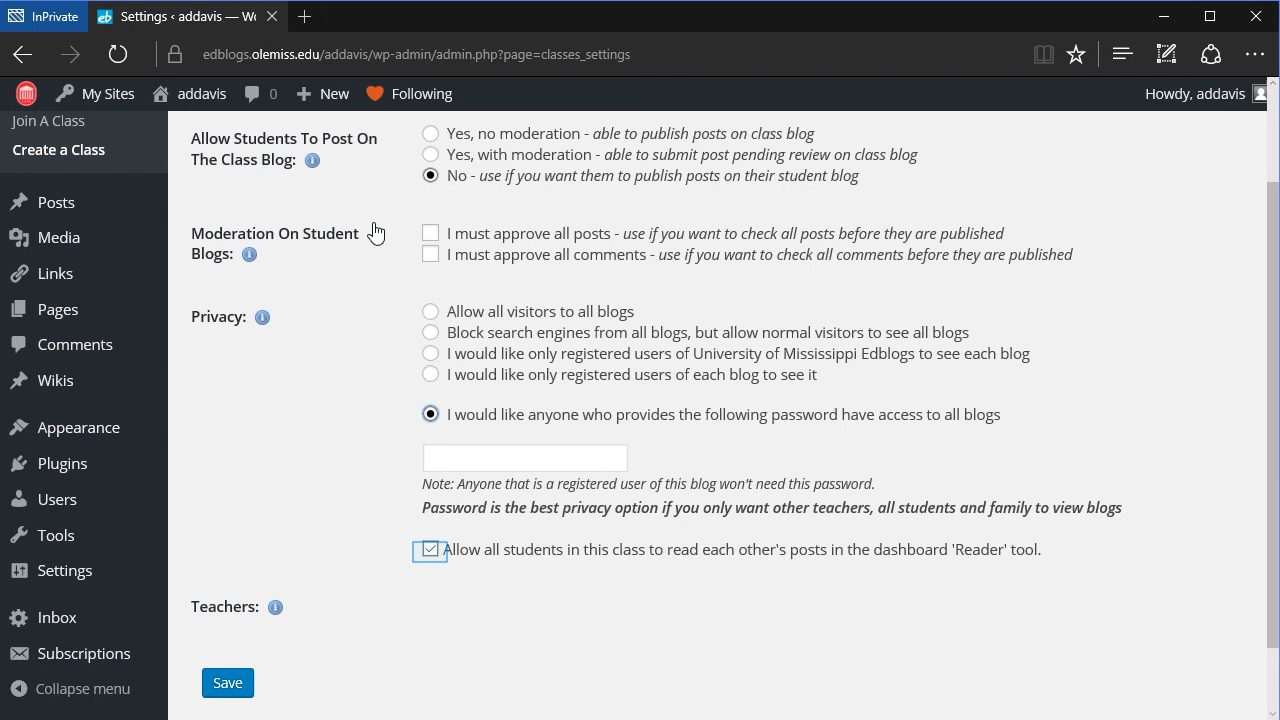 InPrivate
eb Settings ‹ addavis — Wo
edblogs.olemiss.edu/addavis/wp-admin/admin.php?page=classes_settings
My Sites addavis 0 New Following Howdy, addavis
Join A Class
Create a Class
Posts
Media
Links
Pages
Comments
Wikis
Appearance
Plugins
Users
Tools
Settings
Inbox
Subscriptions
Collapse menu
Allow Students To Post On
The Class Blog:
Yes, no moderation - able to publish posts on class blog
Yes, with moderation - able to submit post pending review on class blog
No - use if you want them to publish posts on their student blog
Moderation On Student
Blogs:
I must approve all posts - use if you want to check all posts before they are published
I must approve all comments - use if you want to check all comments before they are published
Privacy:
Allow all visitors to all blogs
Block search engines from all blogs, but allow normal visitors to see all blogs
I would like only registered users of University of Mississippi Edblogs to see each blog
I would like only registered users of each blog to see it
I would like anyone who provides the following password have access to all blogs
Note: Anyone that is a registered user of this blog won't need this password.
Password is the best privacy option if you only want other teachers, all students and family to view blogs
Allow all students in this class to read each other's posts in the dashboard 'Reader' tool.
Teachers:
Save